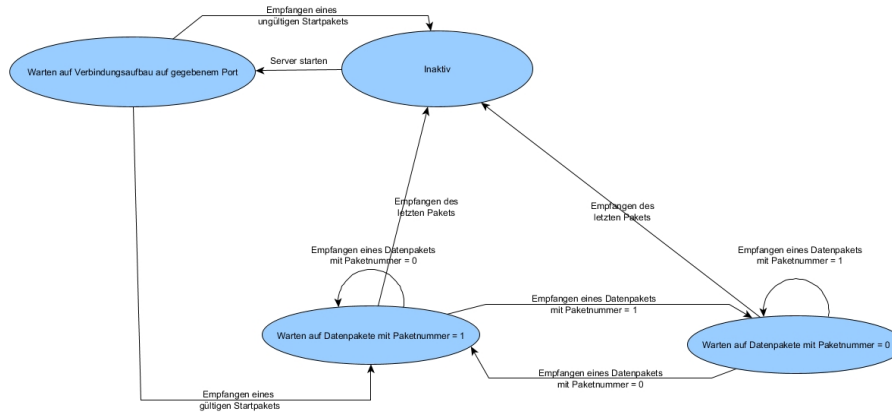 Empfangen eines
ungültigen Startpakets
Server starten
Warten auf Verbindungsaufbau auf gegebenem Port
Inaktiv
Empfangen des
letzten Pakets
Empfangen des
letzten Pakets
Empfangen eines Datenpakets
mit Paketnummer = 0
Empfangen eines Datenpakets
mit Paketnummer = 1
Empfangen eines Datenpakets
mit Paketnummer = 1
Warten auf Datenpakete mit Paketnummer = 1
Warten auf Datenpakete mit Paketnummer = 0
Empfangen eines Datenpakets
mit Paketnummer = 0
Empfangen eines
gültigen Startpakets